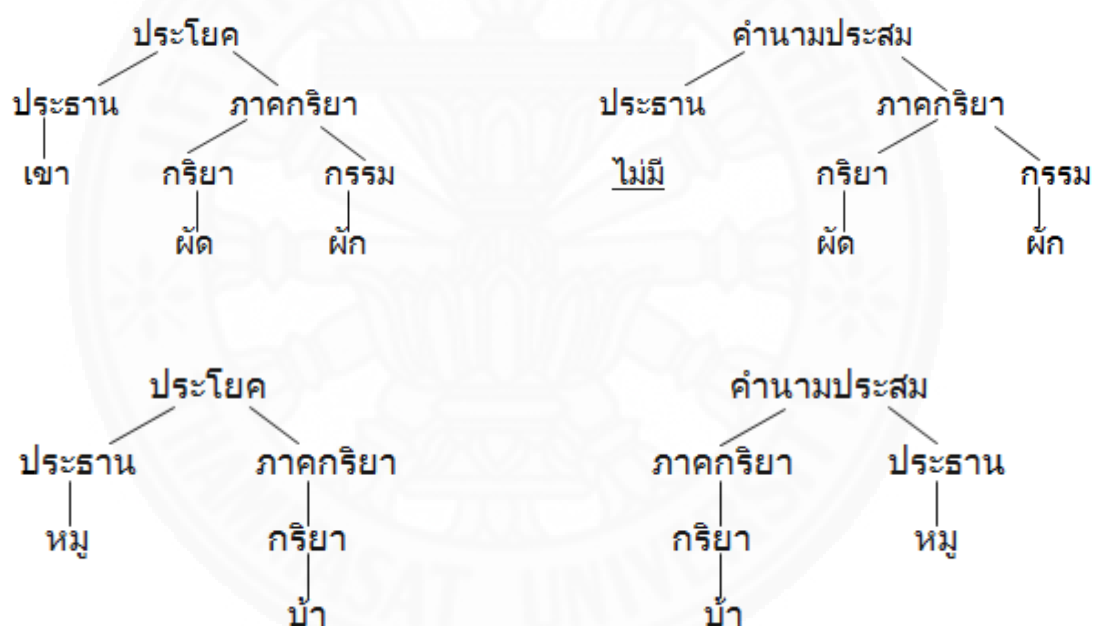 ประโยค คำนามประสม
ประธาน ภาคกริยา ประธาน ภาคกริยา
เขา กริยา กรรม ไม่มี กริยา กรรม
ผัด ผัก ผัด ผัก
ประโยค คำนามประสม
ประธาน ภาคกริยา ภาคกริยา ประธาน
หมู กริยา กริยา หมู
บ้า บ้า